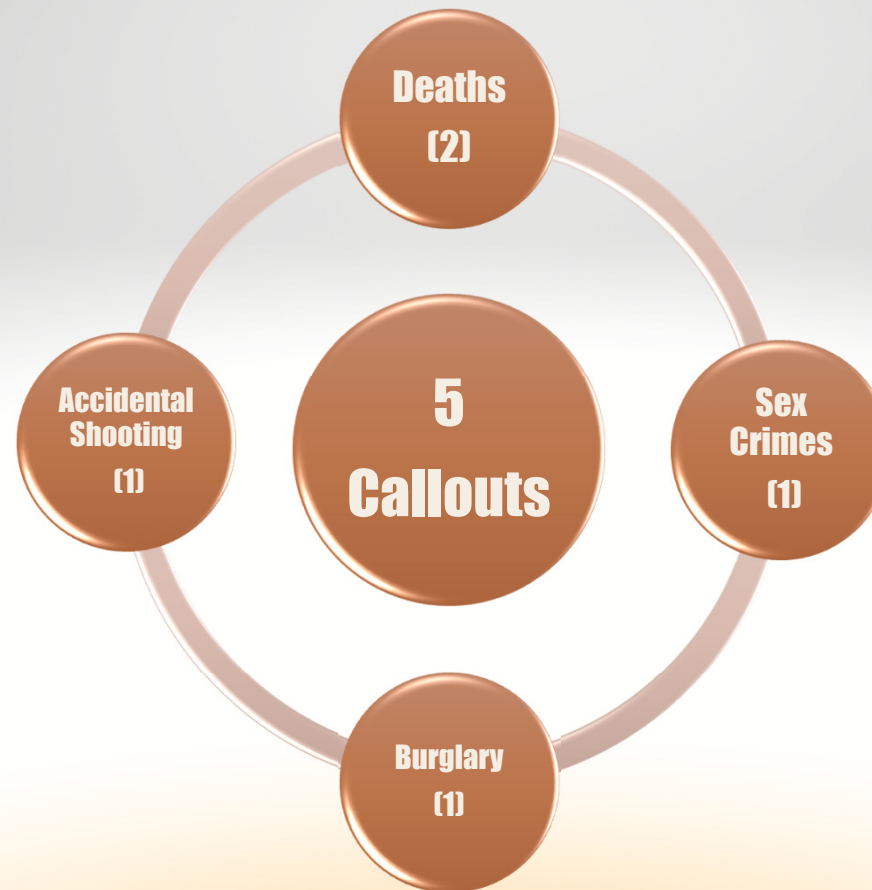 Deaths
(2)
Accidental
Shooting
(1)
5
Callouts
Sex
Crimes
(1)
Burglary
(1)